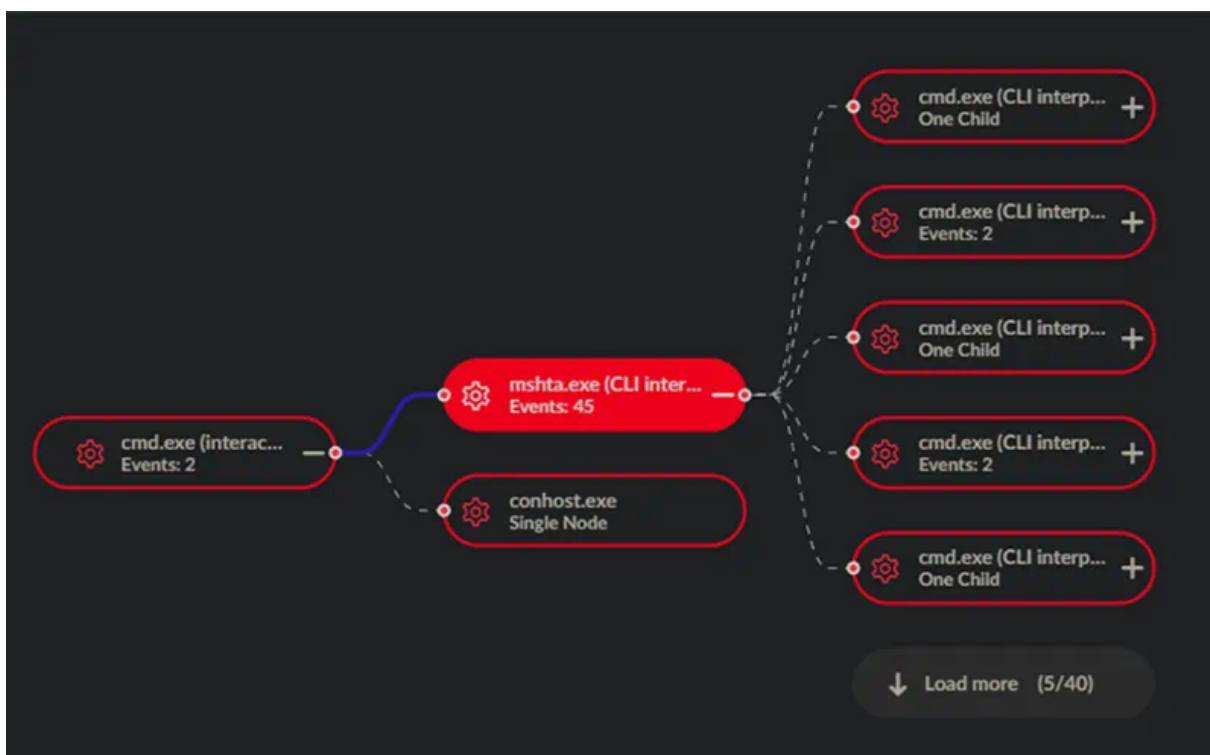 cmd.exe (interac...
Events: 2
mshta.exe (CLI inter...
Events: 45
conhost.exe
Single Node
cmd.exe (CLI interp...
One Child
cmd.exe (CLI interp...
Events: 2
cmd.exe (CLI interp...
One Child
cmd.exe (CLI interp...
Events: 2
cmd.exe (CLI interp...
One Child
Load more (5/40)